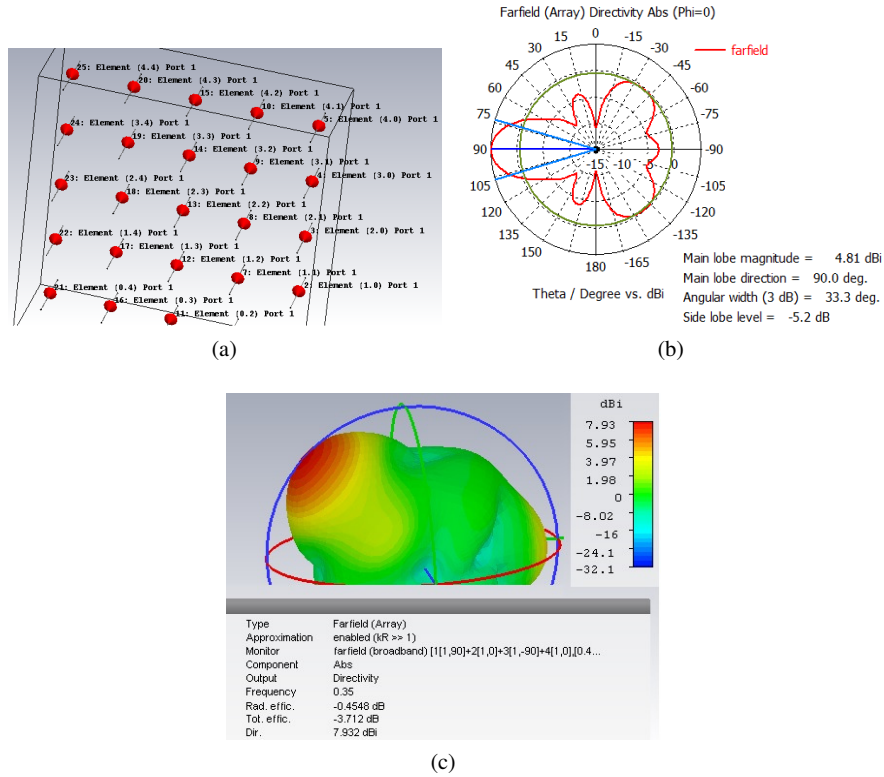 25: Element (4.4) Port 1
20: Element (4.3) Port 1
15: Element (4.2) Port 1
10: Element (4.1) Port 1
5: Element (4.0) Port 1
24: Element (3.4) Port 1
19: Element (3.3) Port 1
14: Element (3.2) Port 1
9: Element (3.1) Port 1
4: Element (3.0) Port 1
23: Element (2.4) Port 1
18: Element (2.3) Port 1
13: Element (2.2) Port 1
8: Element (2.1) Port 1
3: Element (2.0) Port 1
22: Element (1.4) Port 1
17: Element (1.3) Port 1
12: Element (1.2) Port 1
7: Element (1.1) Port 1
2: Element (1.0) Port 1
21: Element (0.4) Port 1
16: Element (0.3) Port 1
11: Element (0.2) Port 1
(a)
Farfield (Array) Directivity Abs (Phi=0)
farfield
0
15
-15
30
-30
45
-45
60
-60
75
-75
90
-15 -10 -5 0
-90
105
-105
120
-120
135
-135
150
-150
165
-165
180
Theta / Degree vs. dBi
Main lobe magnitude = 4.81 dBi
Main lobe direction = 90.0 deg.
Angular width (3 dB) = 33.3 deg.
Side lobe level = -5.2 dB
(b)
dBi
7.93
5.95
3.97
1.98
0
-8.02
-16
-24.1
-32.1
Type Farfield (Array)
Approximation enabled (kR >> 1)
Monitor farfield (broadband) [1[1,90]+2[1,0]+3[1,-90]+4[1,0],[0.4...
Component Abs
Output Directivity
Frequency 0.35
Rad. effic. -0.4548 dB
Tot. effic. -3.712 dB
Dir. 7.932 dBi
(c)